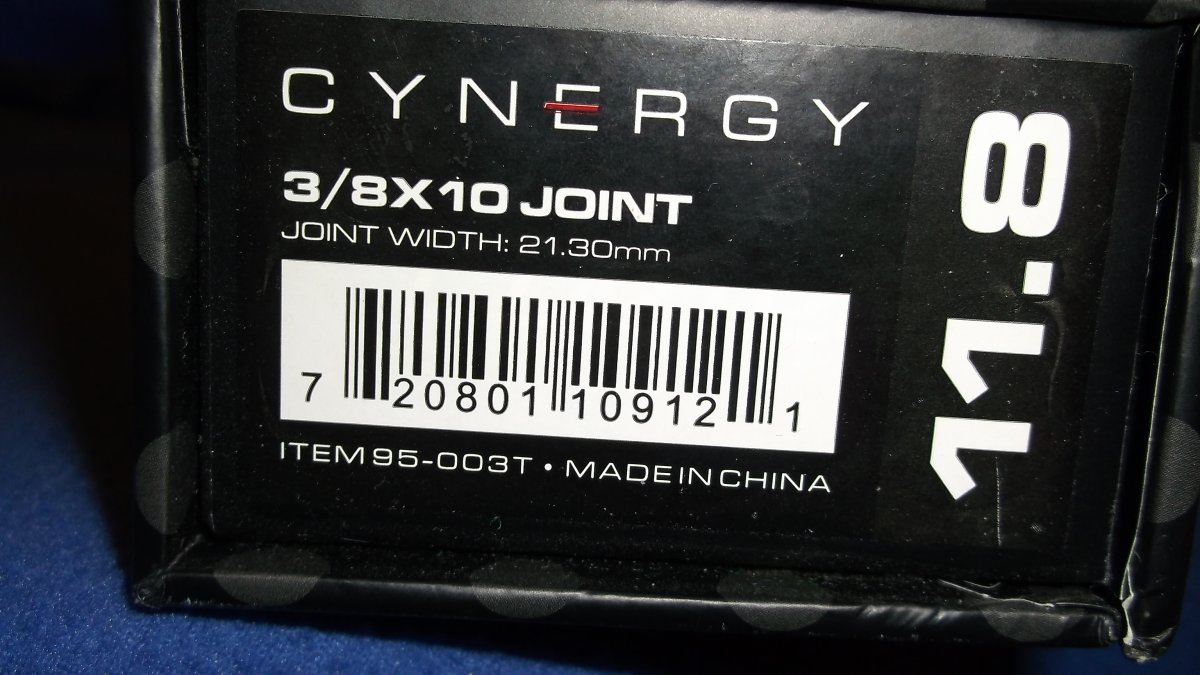 CYNERGY
3/8X10 JOINT
JOINT WIDTH: 21.30mm
7 20801 10912 1
ITEM 95-003T • MADE IN CHINA
11.8